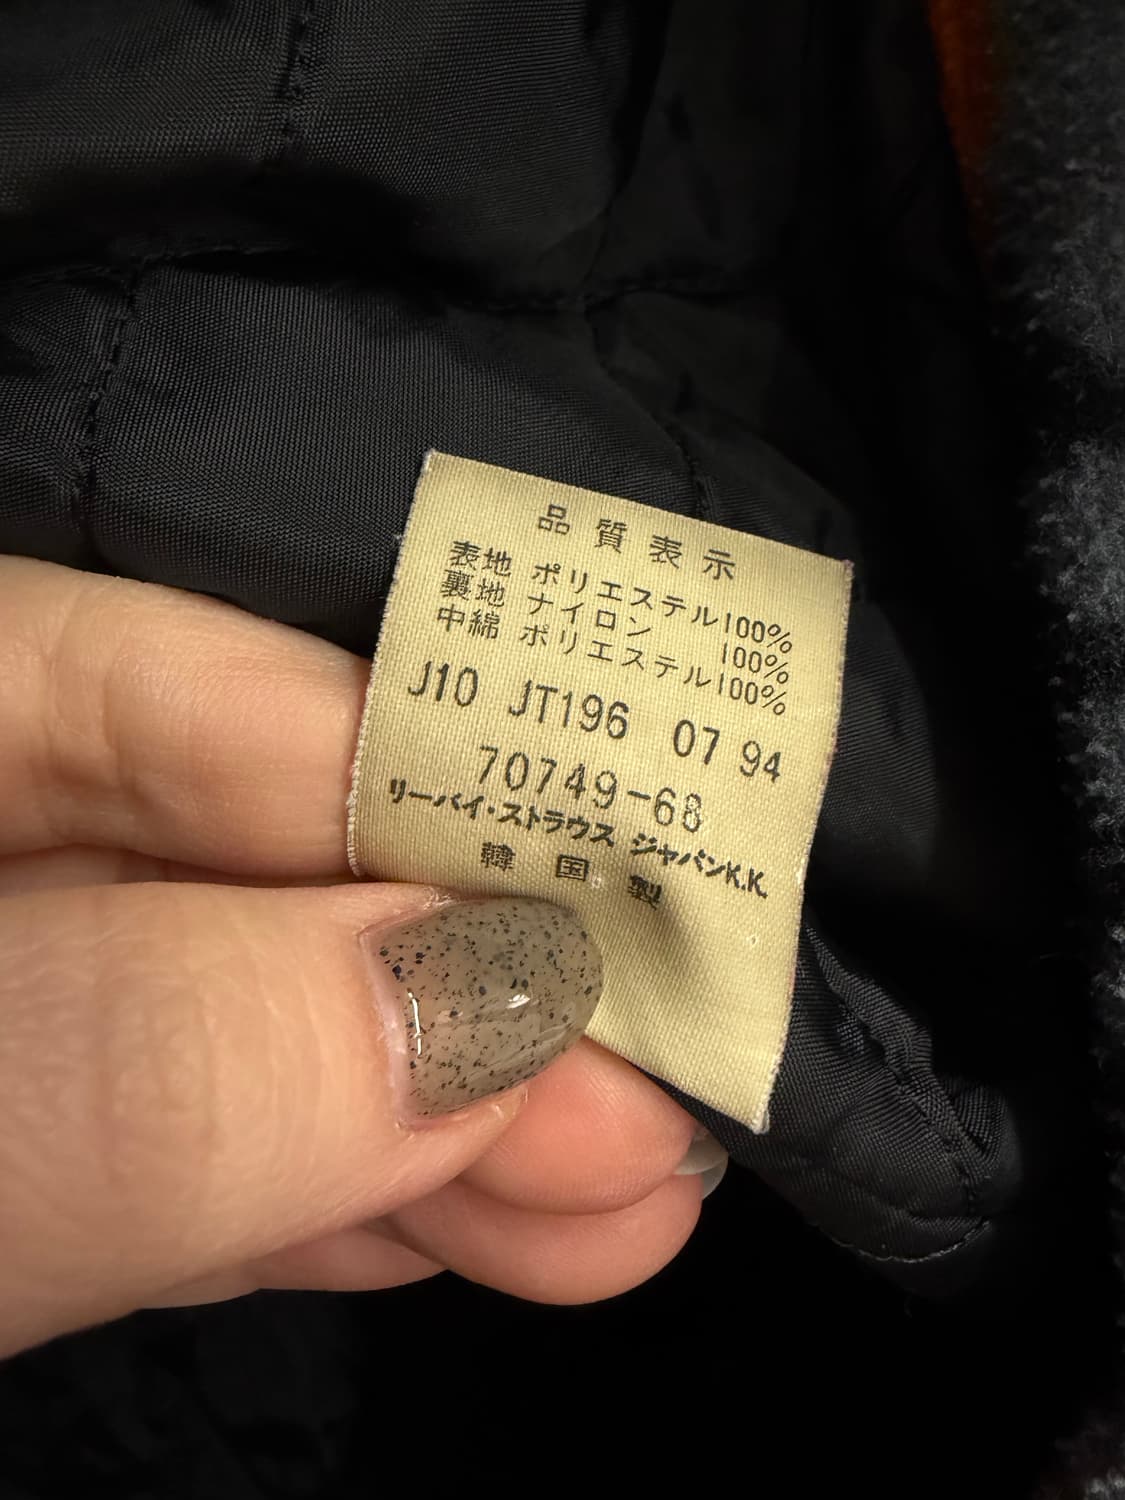 品質表示
表地 ポリエステル100%
裏地 ナイロン 100%
中綿 ポリエステル100%
J10 JT196 07 94
70749-68
リーバイ・ストラウス ジャパンK.K.
韓国製